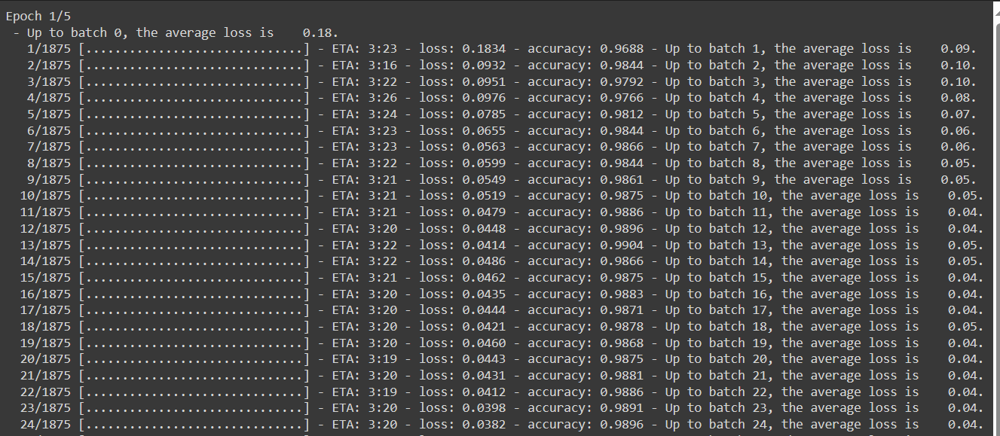 Epoch 1/5
 - Up to batch 0, the average loss is    0.18.
   1/1875 [..............................] - ETA: 3:23 - loss: 0.1834 - accuracy: 0.9688 - Up to batch 1, the average loss is    0.09.
   2/1875 [..............................] - ETA: 3:16 - loss: 0.0932 - accuracy: 0.9844 - Up to batch 2, the average loss is    0.10.
   3/1875 [..............................] - ETA: 3:22 - loss: 0.0951 - accuracy: 0.9792 - Up to batch 3, the average loss is    0.10.
   4/1875 [..............................] - ETA: 3:26 - loss: 0.0976 - accuracy: 0.9766 - Up to batch 4, the average loss is    0.08.
   5/1875 [..............................] - ETA: 3:24 - loss: 0.0785 - accuracy: 0.9812 - Up to batch 5, the average loss is    0.07.
   6/1875 [..............................] - ETA: 3:23 - loss: 0.0655 - accuracy: 0.9844 - Up to batch 6, the average loss is    0.06.
   7/1875 [..............................] - ETA: 3:23 - loss: 0.0563 - accuracy: 0.9866 - Up to batch 7, the average loss is    0.06.
   8/1875 [..............................] - ETA: 3:22 - loss: 0.0599 - accuracy: 0.9844 - Up to batch 8, the average loss is    0.05.
   9/1875 [..............................] - ETA: 3:21 - loss: 0.0549 - accuracy: 0.9861 - Up to batch 9, the average loss is    0.05.
  10/1875 [..............................] - ETA: 3:21 - loss: 0.0519 - accuracy: 0.9875 - Up to batch 10, the average loss is    0.05.
  11/1875 [..............................] - ETA: 3:21 - loss: 0.0479 - accuracy: 0.9886 - Up to batch 11, the average loss is    0.04.
  12/1875 [..............................] - ETA: 3:20 - loss: 0.0448 - accuracy: 0.9896 - Up to batch 12, the average loss is    0.04.
  13/1875 [..............................] - ETA: 3:22 - loss: 0.0414 - accuracy: 0.9904 - Up to batch 13, the average loss is    0.05.
  14/1875 [..............................] - ETA: 3:22 - loss: 0.0486 - accuracy: 0.9866 - Up to batch 14, the average loss is    0.05.
  15/1875 [..............................] - ETA: 3:21 - loss: 0.0462 - accuracy: 0.9875 - Up to batch 15, the average loss is    0.04.
  16/1875 [..............................] - ETA: 3:20 - loss: 0.0435 - accuracy: 0.9883 - Up to batch 16, the average loss is    0.04.
  17/1875 [..............................] - ETA: 3:20 - loss: 0.0444 - accuracy: 0.9871 - Up to batch 17, the average loss is    0.04.
  18/1875 [..............................] - ETA: 3:20 - loss: 0.0421 - accuracy: 0.9878 - Up to batch 18, the average loss is    0.05.
  19/1875 [..............................] - ETA: 3:20 - loss: 0.0460 - accuracy: 0.9868 - Up to batch 19, the average loss is    0.04.
  20/1875 [..............................] - ETA: 3:19 - loss: 0.0443 - accuracy: 0.9875 - Up to batch 20, the average loss is    0.04.
  21/1875 [..............................] - ETA: 3:20 - loss: 0.0431 - accuracy: 0.9881 - Up to batch 21, the average loss is    0.04.
  22/1875 [..............................] - ETA: 3:19 - loss: 0.0412 - accuracy: 0.9886 - Up to batch 22, the average loss is    0.04.
  23/1875 [..............................] - ETA: 3:20 - loss: 0.0398 - accuracy: 0.9891 - Up to batch 23, the average loss is    0.04.
  24/1875 [..............................] - ETA: 3:20 - loss: 0.0382 - accuracy: 0.9896 - Up to batch 24, the average loss is    0.04.